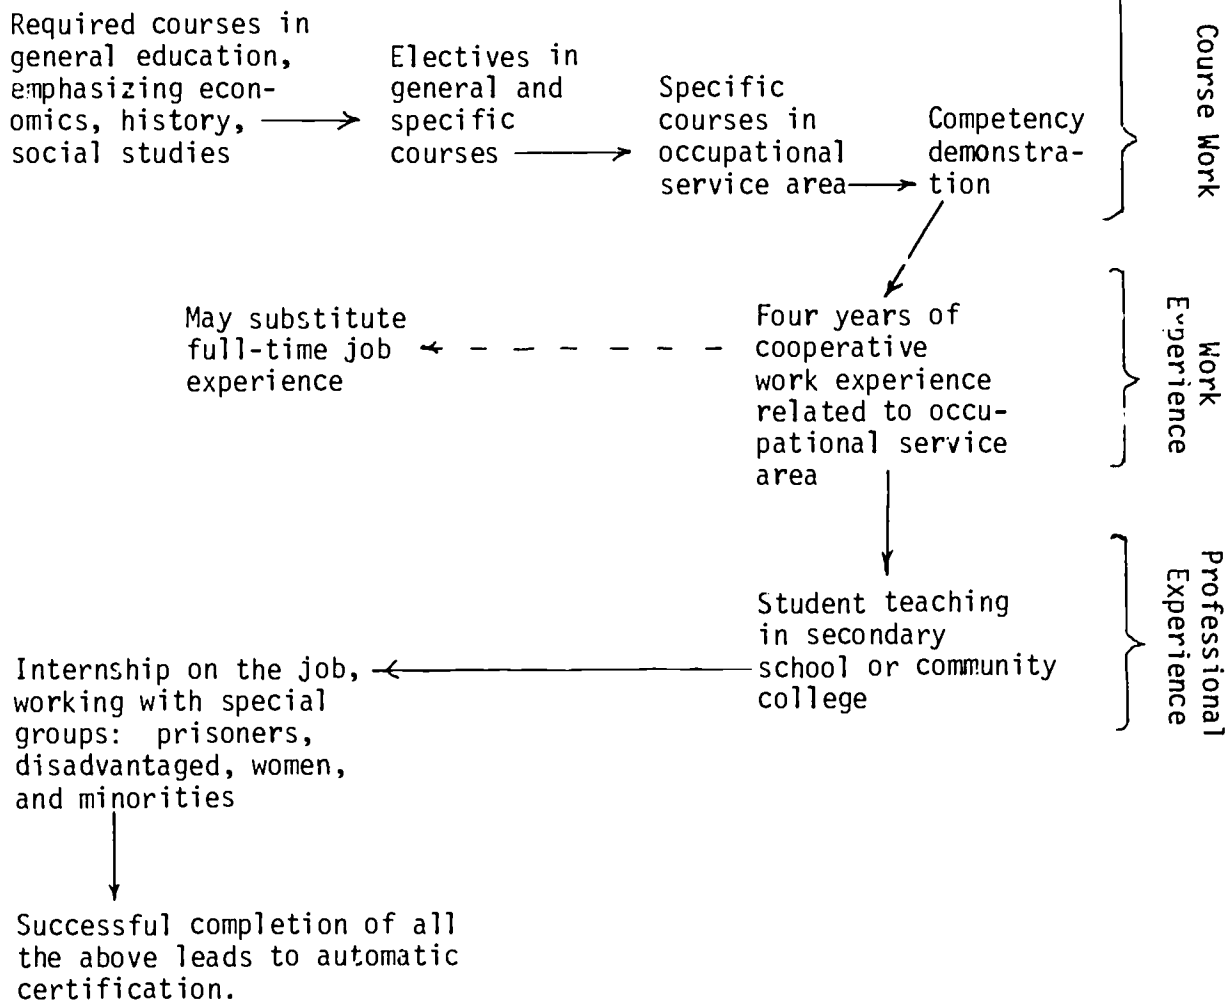 Required courses in
general education,
emphasizing econ-
omics, history,
social studies
Electives in
general and
specific
courses
Specific
courses in
occupational
service area
Competency
demonstra-
tion
Course Work
May substitute
full-time job
experience
Four years of
cooperative
work experience
related to occu-
pational service
area
Work
Experience
Student teaching
in secondary
school or community
college
Professional
Experience
Internship on the job,
working with special
groups: prisoners,
disadvantaged, women,
and minorities
Successful completion of all
the above leads to automatic
certification.